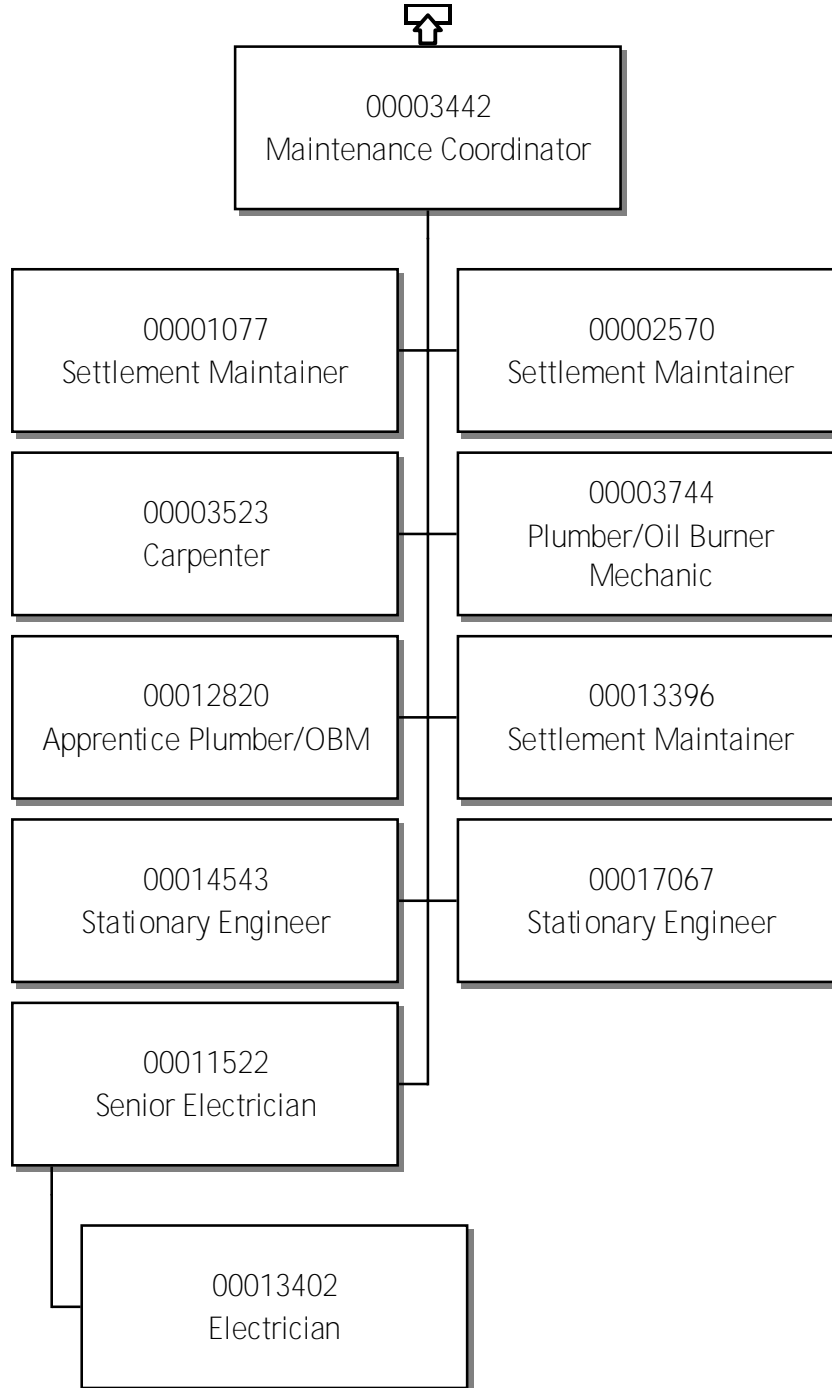 00003442
Maintenance Coordinator
00001077
Settlement Maintainer
00002570
Settlement Maintainer
00003523
Carpenter
00003744
Plumber/Oil Burner
Mechanic
00012820
Apprentice Plumber/OBM
00013396
Settlement Maintainer
00014543
Stationary Engineer
00017067
Stationary Engineer
00011522
Senior Electrician
00013402
Electrician